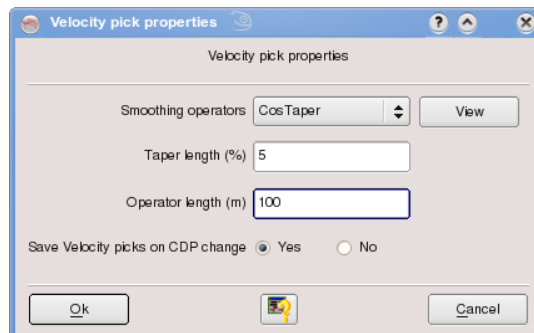 Velocity pick properties
Velocity pick properties
Smoothing operators CosTaper View
Taper length (%) 5
Operator length (m) 100
Save Velocity picks on CDP change Yes No
Ok Cancel